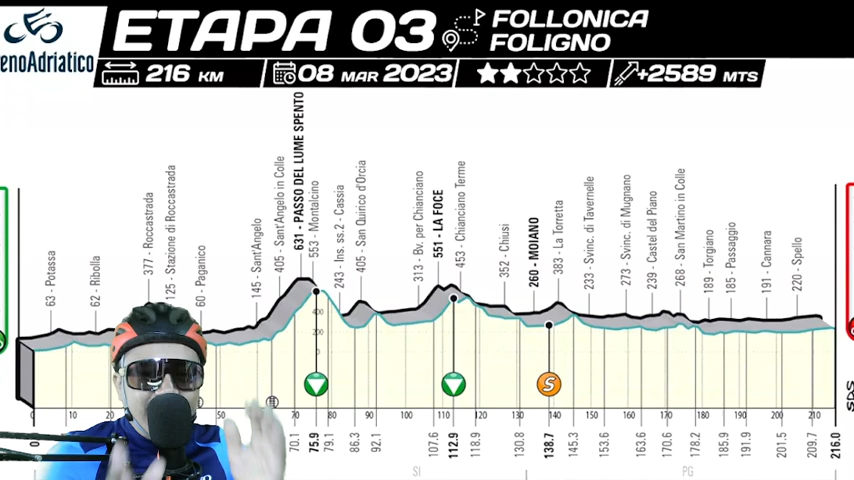 ETAPA 03
FOLLONICA
FOLIGNO
enoAdriatico
216 KM
08 MAR 2023
+2589 MTS
63 - Potassa
62 - Ribolla
377 - Roccastrada
125 - Stazione di Roccastrada
60 - Paganico
145 - Sant'Angelo
405 - Sant'Angelo in Colle
631 - PASSO DEL LUME SPENTO
553 - Montalcino
243 - Ins. ss.2 - Cassia
405 - San Quirico d'Orcia
313 - Bv. per Chianciano
551 - LA FOCE
453 - Chianciano Terme
352 - Chiusi
260 - MOIANO
383 - La Torretta
233 - Svinc. di Tavernelle
273 - Svinc. di Mugnano
239 - Castel del Piano
268 - San Martino in Colle
189 - Torgiano
185 - Passaggio
191 - Cannara
220 - Spello
400
200
0
S
0 10 50 70 80 90 100 110 120 130 140 150 160 170 180 190 200 210
0 70.1 75.9 79.1 86.3 92.1 107.6 112.9 118.9 130.8 138.7 145.3 153.6 163.6 170.6 178.2 185.9 191.9 201.5 209.7 216.0
SI PG
SDS